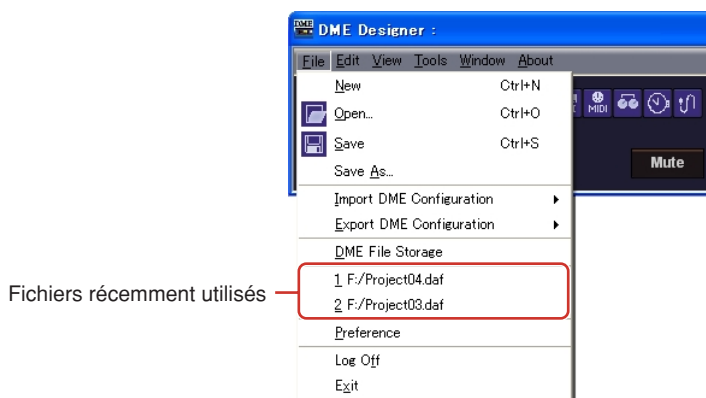 DME
DME Designer :
File Edit View Tools Window About
New Ctrl+N
Open... Ctrl+O
MIDI
Save Ctrl+S
Mute
Save As...
Import DME Configuration
Export DME Configuration
DME File Storage
Fichiers récemment utilisés
1 F:/Project04.daf
2 F:/Project03.daf
Preference
Log Off
Exit